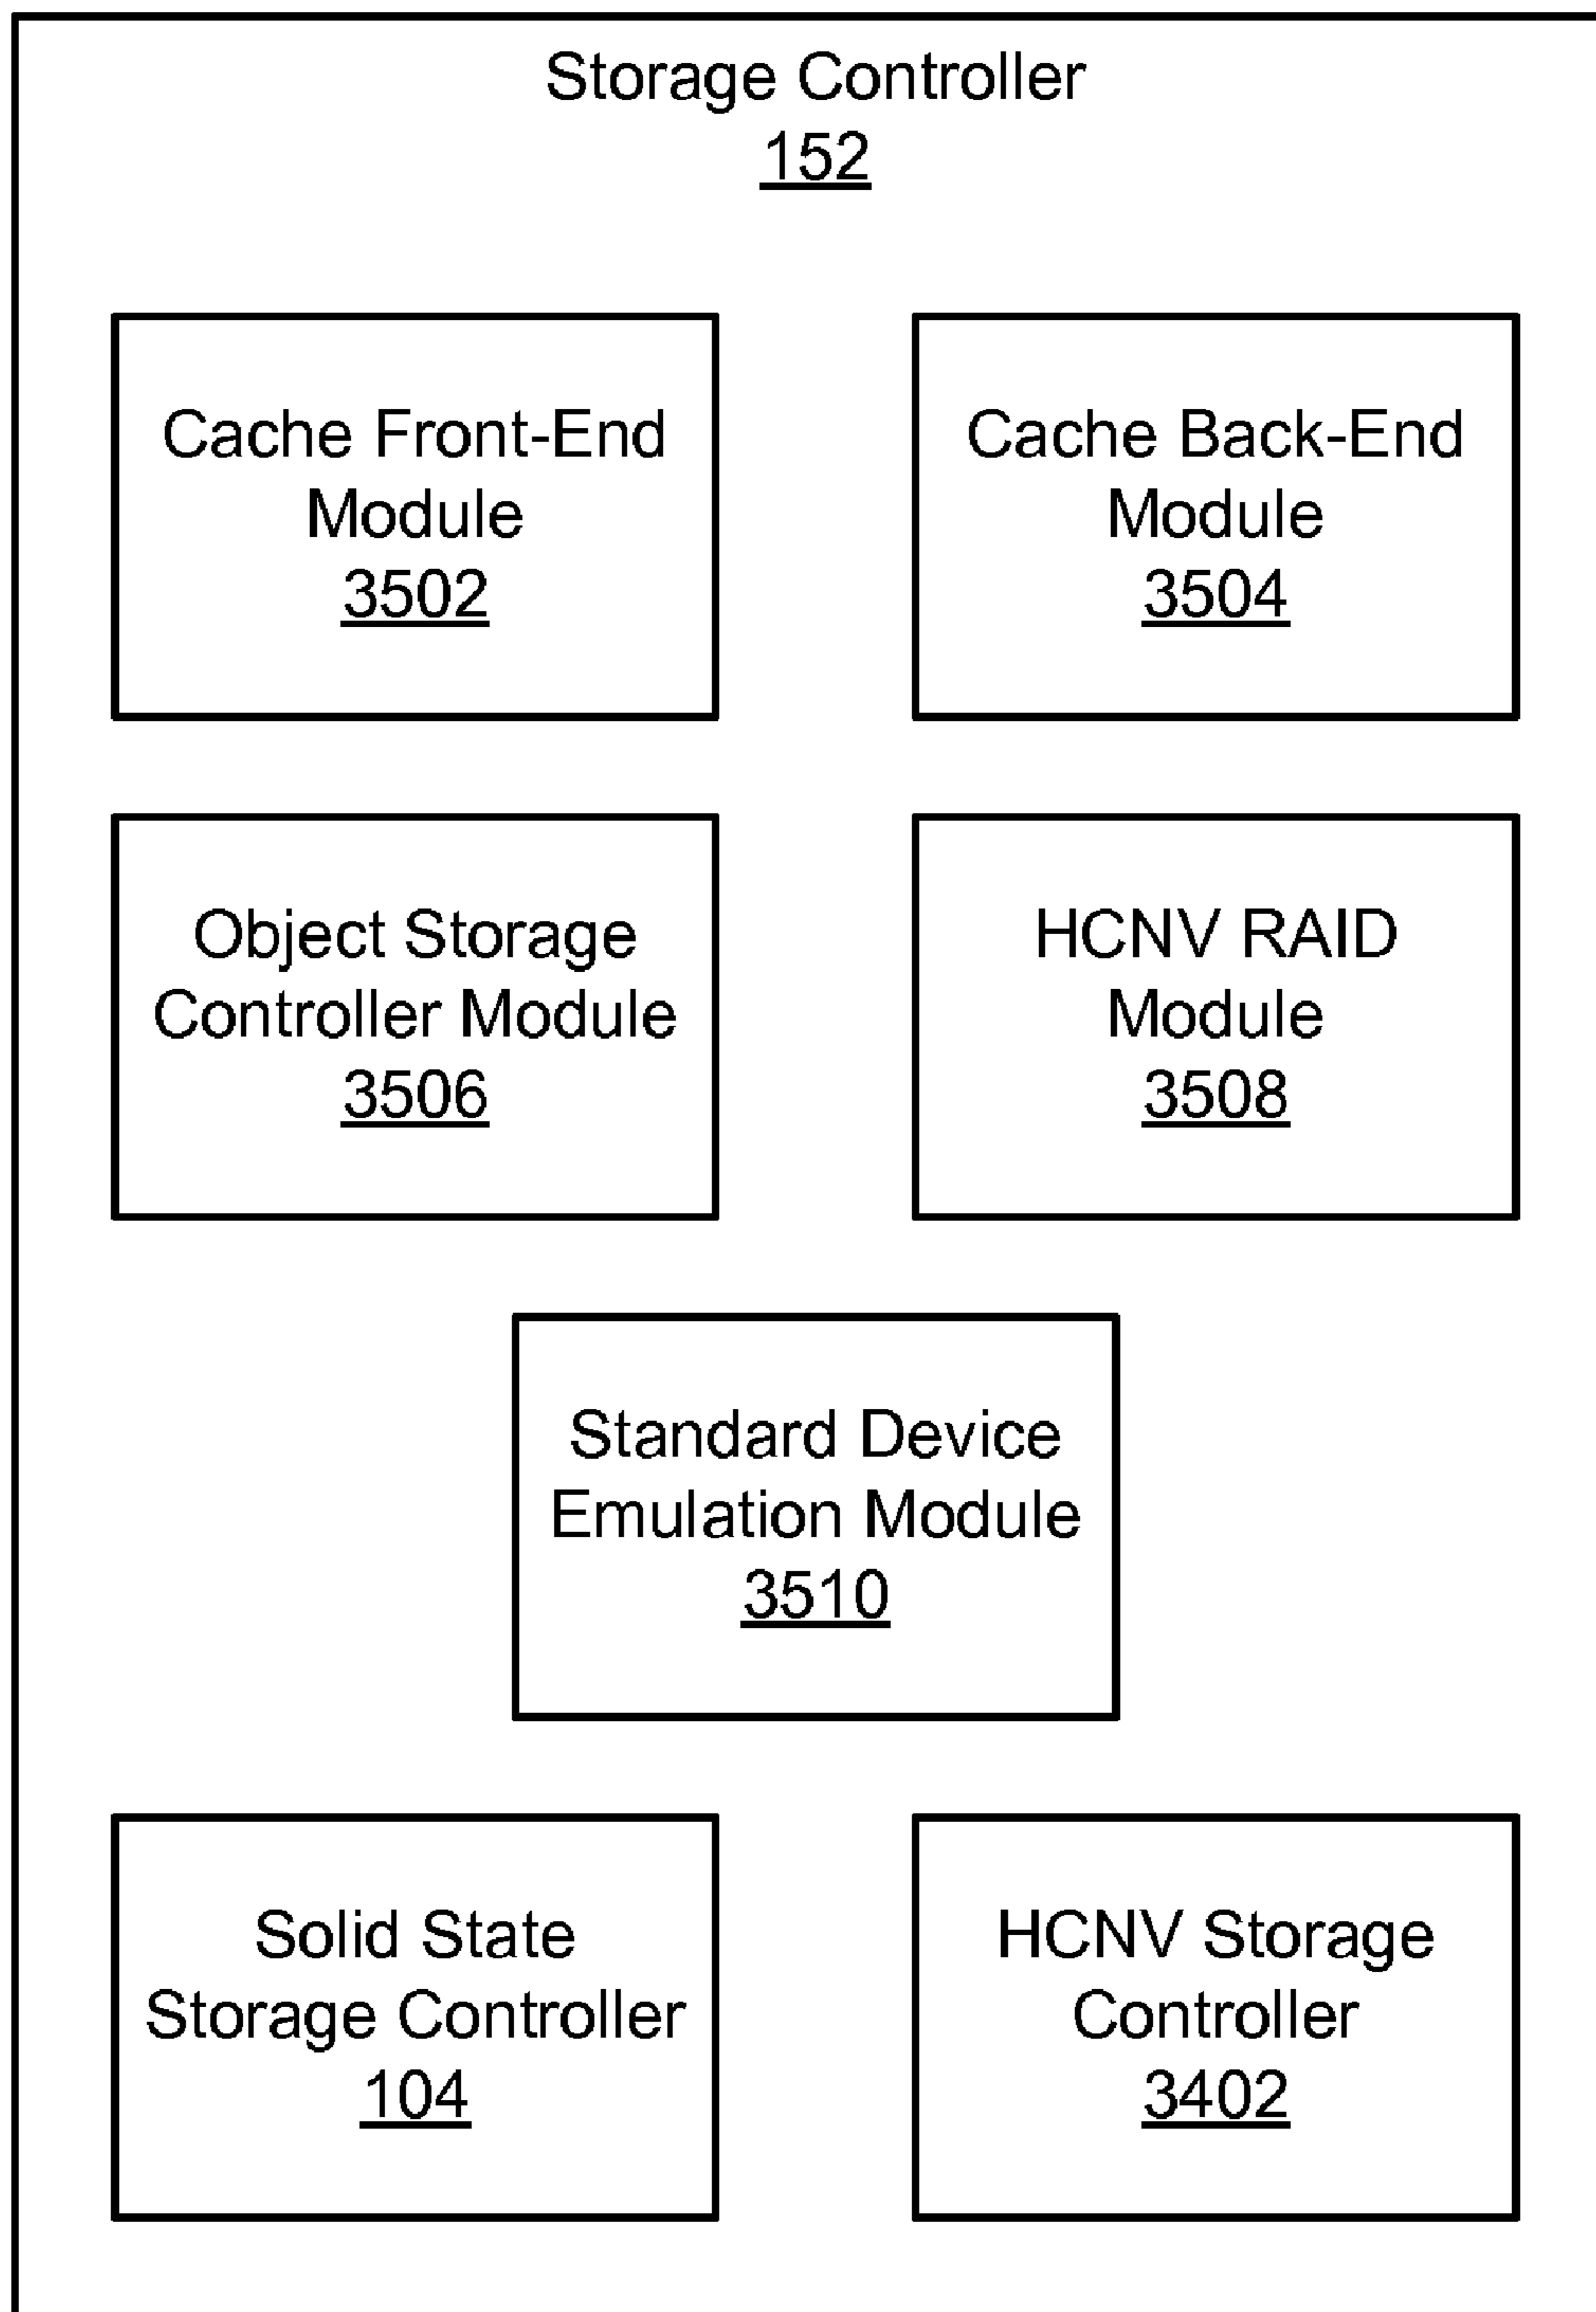 Storage Controller
152
Cache Front-End
Module
3502
Cache Back-End
Module
3504
Object Storage
Controller Module
3506
HCNV RAID
Module
3508
Standard Device
Emulation Module
3510
Solid State
Storage Controller
104
HCNV Storage
Controller
3402